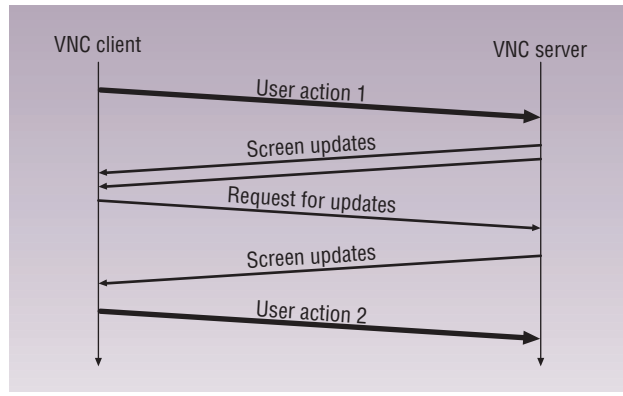 VNC client
VNC server
User action 1
Screen updates
Request for updates
Screen updates
User action 2